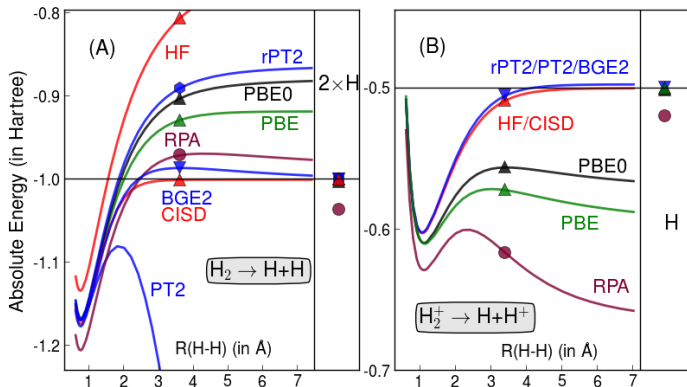 Absolute Energy (in Hartree)
-0.8
-0.9
-1.0
-1.1
-1.2
(A)
HF
rPT2
2×H
PBE0
PBE
RPA
BGE2
CISD
PT2
H₂ → H+H
R(H-H) (in Å)
1 2 3 4 5 6 7
-0.5
-0.6
-0.7
(B)
rPT2/PT2/BGE2
HF/CISD
PBE0
PBE
H
RPA
H₂⁺ → H+H⁺
R(H-H) (in Å)
1 2 3 4 5 6 7